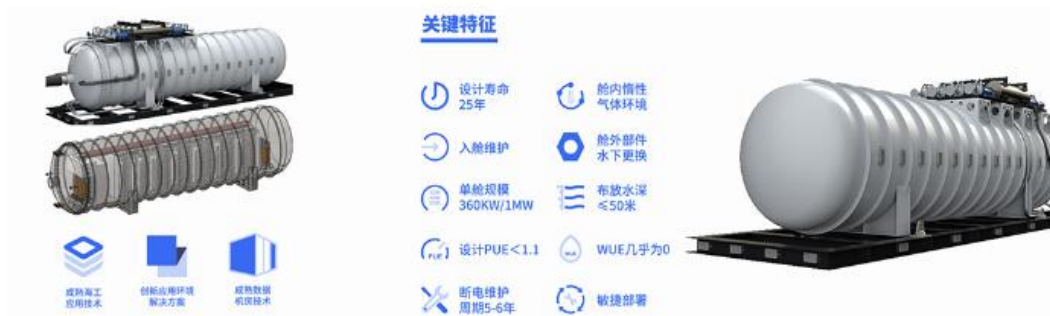 关键特征
设计寿命
25年
舱内惰性
气体环境
入舱维护
舱外部件
水下更换
单舱规模
360KW/1MW
布放水深
≤50米
PUE
设计PUE<1.1
WUE
WUE几乎为0
断电维护
周期5-6年
敏捷部署
成熟海工
应用技术
创新应用环境
解决方案
成熟数据
机房技术